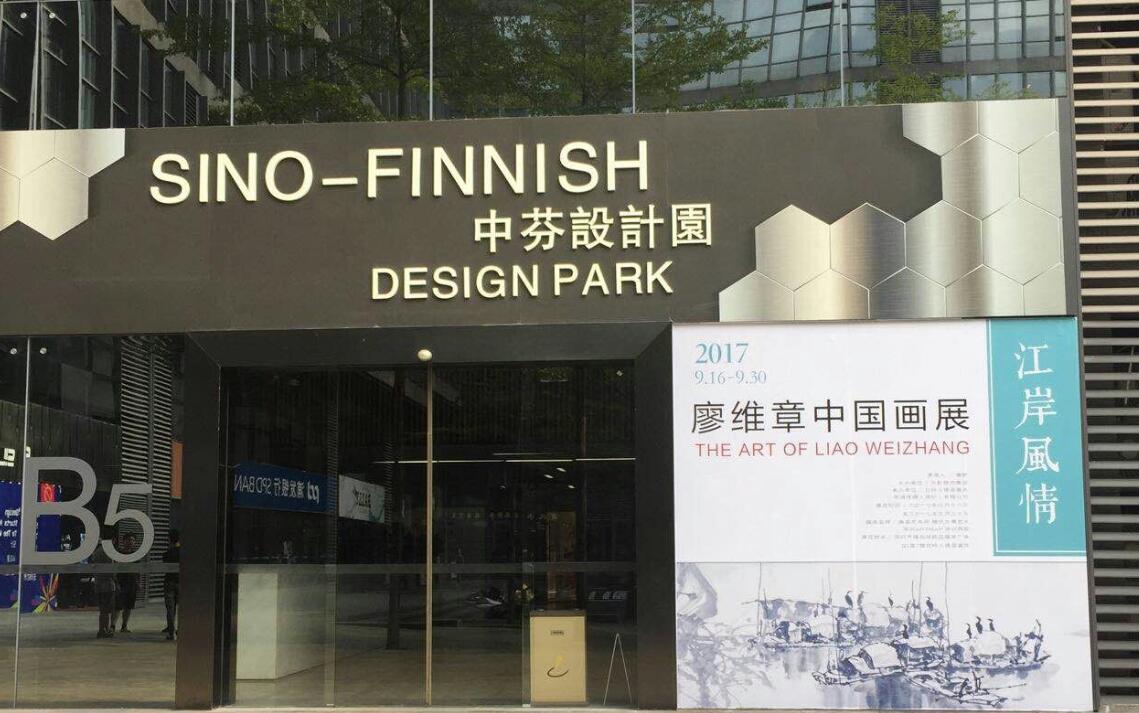 SINO-FINNISH
中芬設計園
DESIGN PARK
2017
9.16-9.30
廖维章中国画展
THE ART OF LIAO WEIZHANG
江岸風情
B5